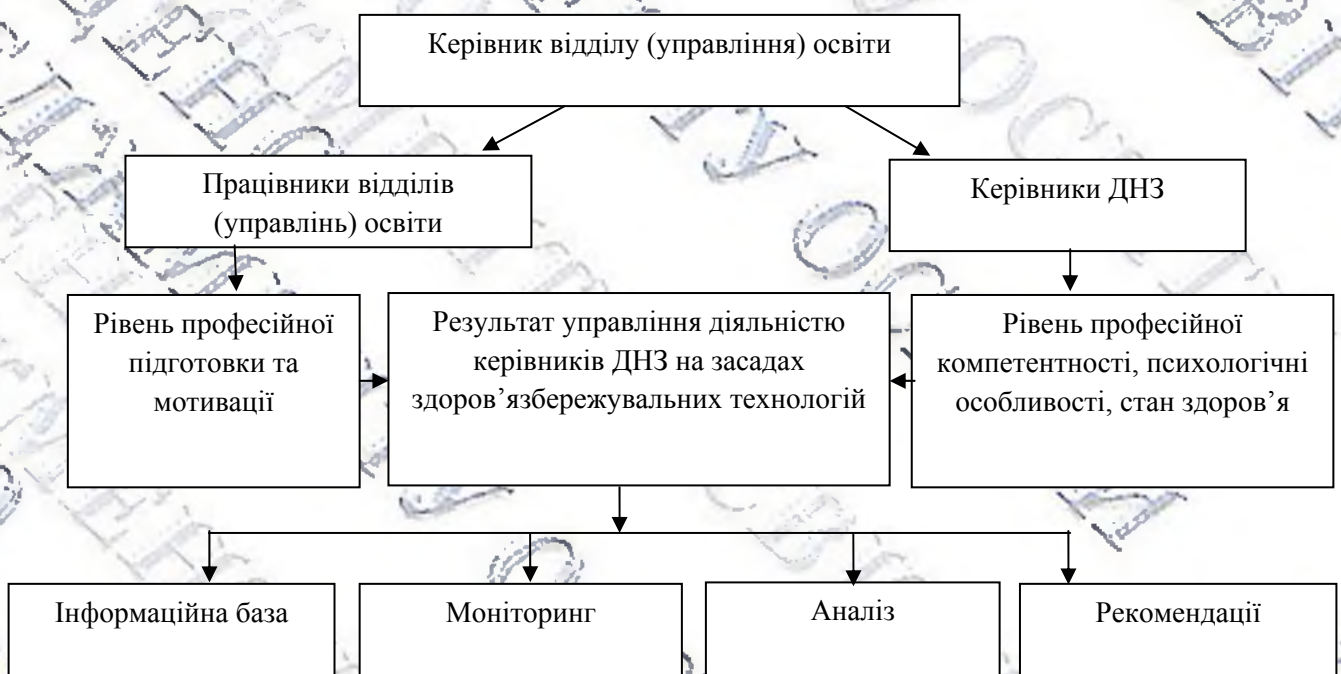 Керівник відділу (управління) освіти
Працівники відділів
(управлінь) освіти
Керівники ДНЗ
Рівень професійної
підготовки та
мотивації
Результат управління діяльністю
керівників ДНЗ на засадах
здоров’язбережувальних технологій
Рівень професійної
компетентності, психологічні
особливості, стан здоров’я
Інформаційна база
Моніторинг
Аналіз
Рекомендації